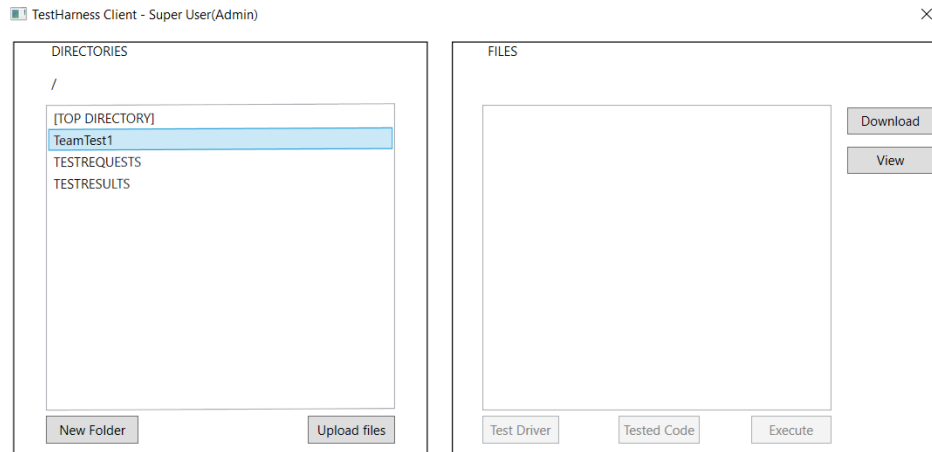 TestHarness Client - Super User(Admin)
DIRECTORIES
/
[TOP DIRECTORY]
TeamTest1
TESTREQUESTS
TESTRESULTS
New Folder
Upload files
FILES
Download
View
Test Driver
Tested Code
Execute